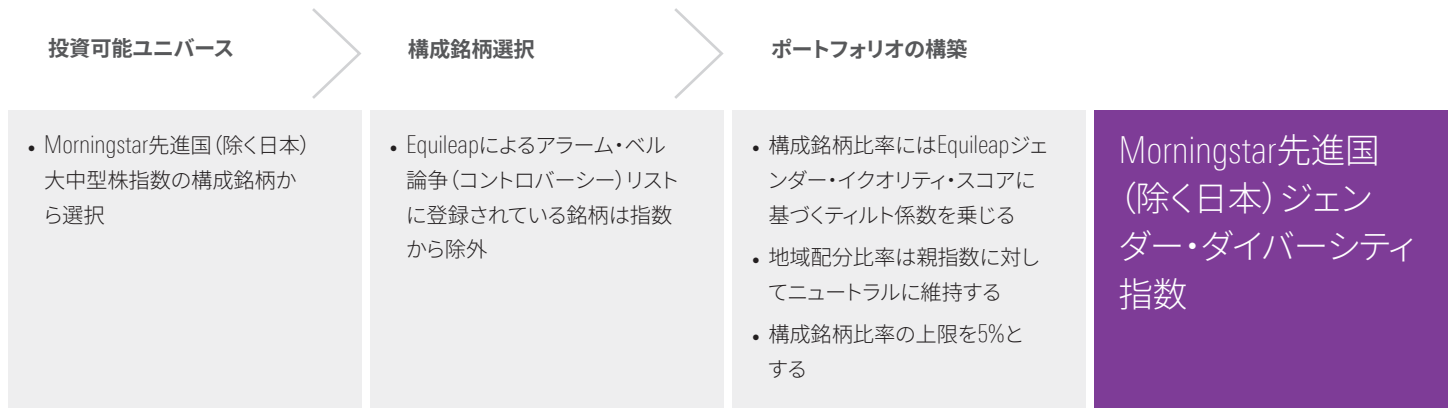 投資可能ユニバース
構成銘柄選択
ポートフォリオの構築
• Morningstar先進国（除く日本）
大中型株指数の構成銘柄か
ら選択
• Equileapによるアラーム・ベル
論争（コントロバーシー）リスト
に登録されている銘柄は指数
から除外
• 構成銘柄比率にはEquileapジェ
ンダー・イクオリティ・スコアに
基づくティルト係数を乗じる
• 地域配分比率は親指数に対し
てニュートラルに維持する
• 構成銘柄比率の上限を5%と
する
Morningstar先進国
（除く日本）ジェン
ダー・ダイバーシティ
指数